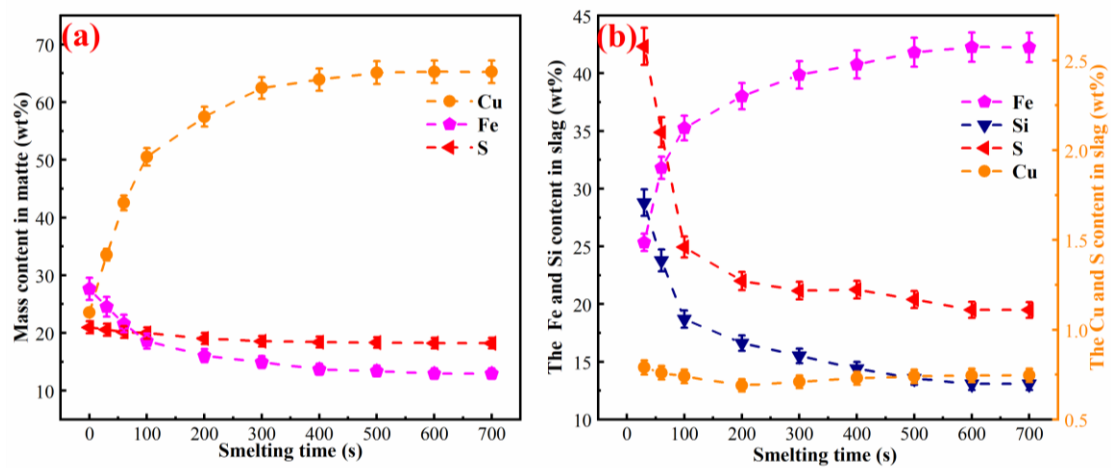 (a)
70
60
50
40
30
20
10
Mass content in matte (wt%)
Cu
Fe
S
0 100 200 300 400 500 600 700
Smelting time (s)
(b)
45
40
35
30
25
20
15
10
The Fe and Si content in slag (wt%)
Fe
Si
S
Cu
2.5
2.0
1.5
1.0
0.5
The Cu and S content in slag (wt%)
0 100 200 300 400 500 600 700
Smelting time (s)